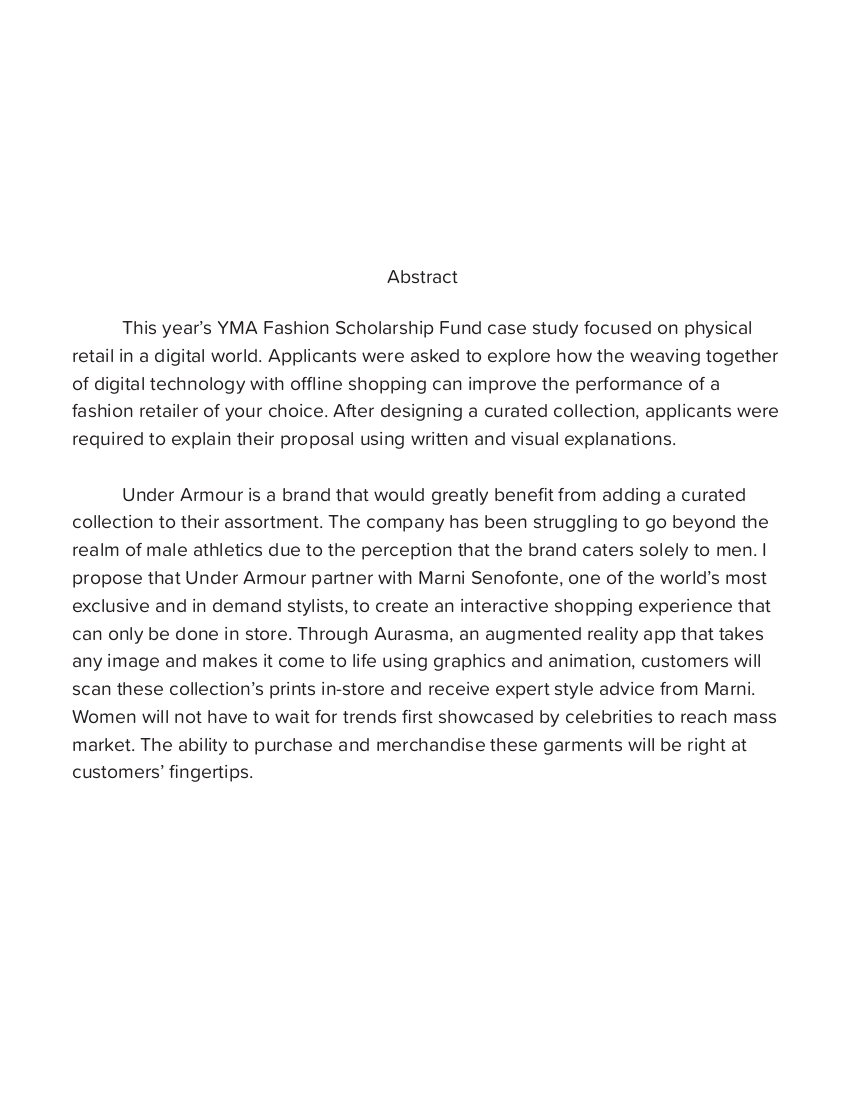 Abstract
This year’s YMA Fashion Scholarship Fund case study focused on physical
retail in a digital world. Applicants were asked to explore how the weaving together
of digital technology with offline shopping can improve the performance of a
fashion retailer of your choice. After designing a curated collection, applicants were
required to explain their proposal using written and visual explanations.
Under Armour is a brand that would greatly benefit from adding a curated
collection to their assortment. The company has been struggling to go beyond the
realm of male athletics due to the perception that the brand caters solely to men. I
propose that Under Armour partner with Marni Senofonte, one of the world’s most
exclusive and in demand stylists, to create an interactive shopping experience that
can only be done in store. Through Aurasma, an augmented reality app that takes
any image and makes it come to life using graphics and animation, customers will
scan these collection’s prints in-store and receive expert style advice from Marni.
Women will not have to wait for trends first showcased by celebrities to reach mass
market. The ability to purchase and merchandise these garments will be right at
customers’ fingertips.